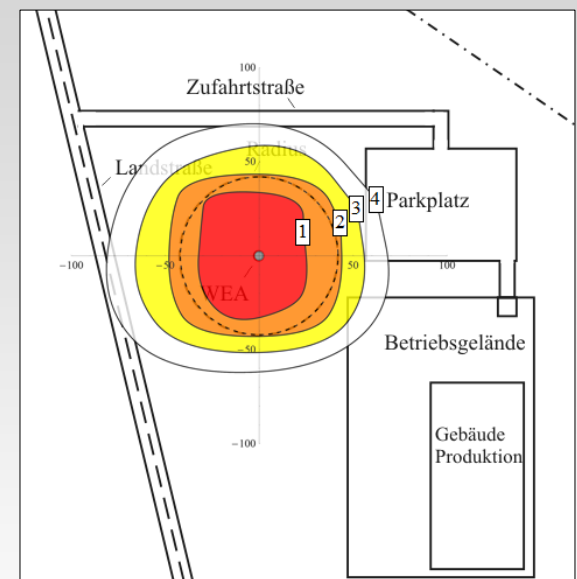 100
Zufahrtstraße
Radius
50
Landstraße
1
2
3
4
Parkplatz
−100
−50
50
100
WEA
−50
Betriebsgelände
−100
Gebäude
Produktion